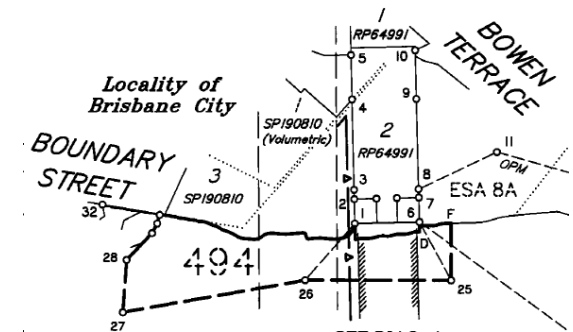 1
RP64991
BOWEN
TERRACE
5
10
Locality of
Brisbane City
4
9
1
SP190810
(Volumetric)
2
RP64991
BOUNDARY
STREET
11
OPM
3
SP190810
3
8
ESA 8A
2
7
32
1
6
F
D
28
494
26
25
27